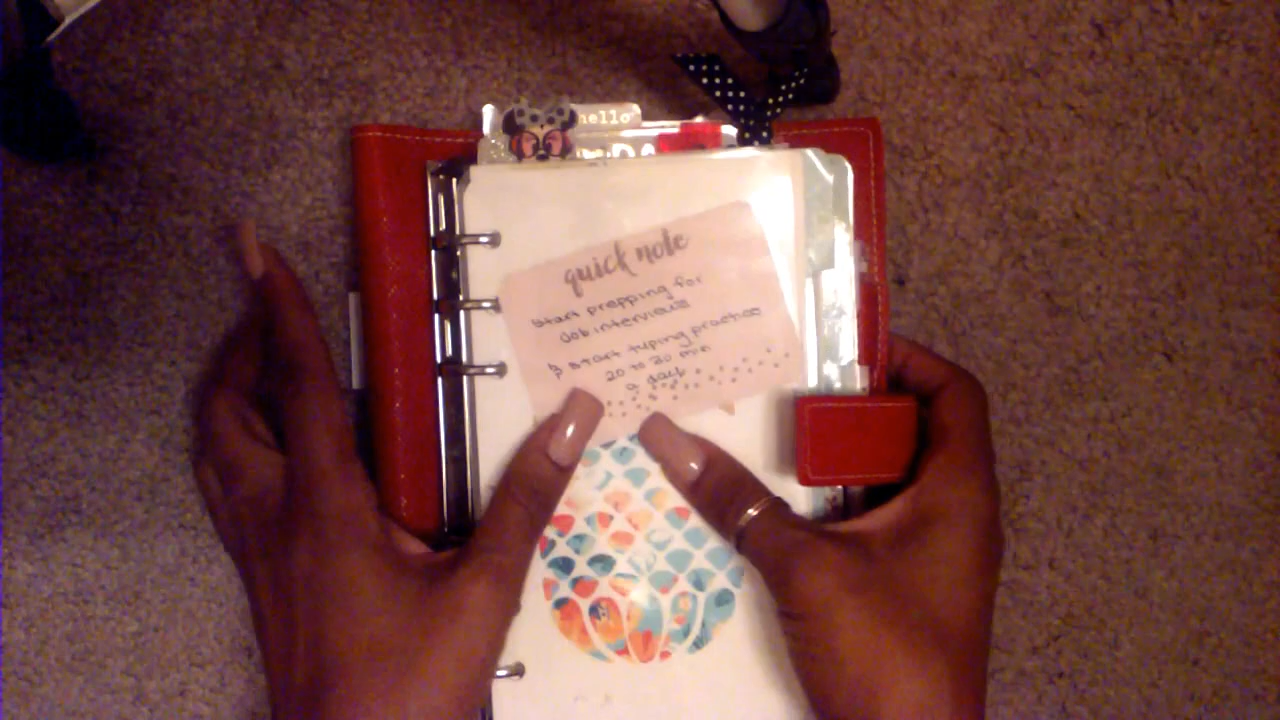 hello
quick note
Start prepping for
Job interviews
& start typing practice
20 to 30 min
a day